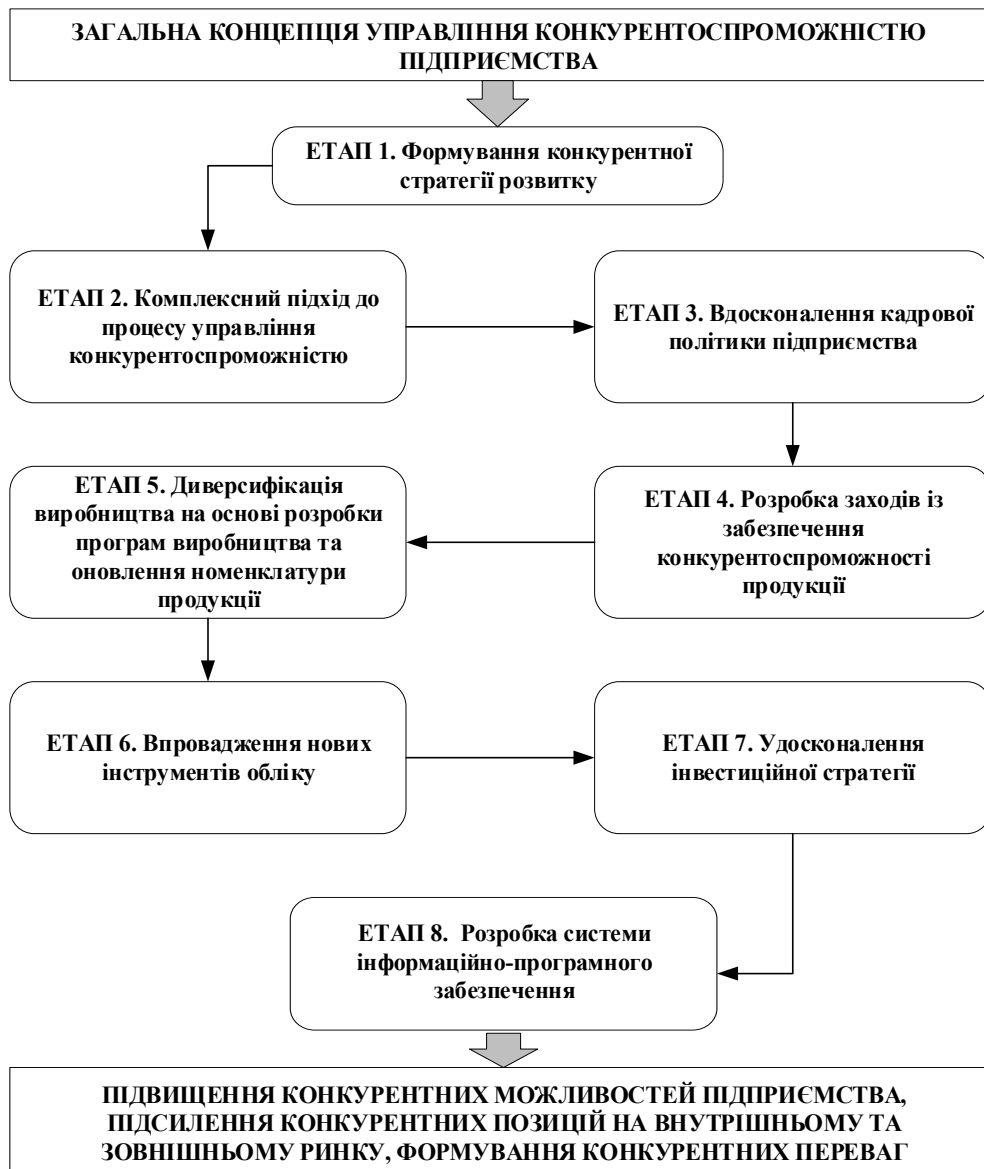 ЗАГАЛЬНА КОНЦЕПЦІЯ УПРАВЛІННЯ КОНКУРЕНТОСПРОМОЖНІСТЮ
ПІДПРИЄМСТВА
ЕТАП 1. Формування конкурентної
стратегії розвитку
ЕТАП 2. Комплексний підхід до
процесу управління
конкурентоспроможністю
ЕТАП 3. Вдосконалення кадрової
політики підприємства
ЕТАП 4. Розробка заходів із
забезпечення
конкурентоспроможності
продукції
ЕТАП 5. Диверсифікація
виробництва на основі розробки
програм виробництва та
оновлення номенклатури
продукції
ЕТАП 6. Впровадження нових
інструментів обліку
ЕТАП 7. Удосконалення
інвестиційної стратегії
ЕТАП 8. Розробка системи
інформаційно-програмного
забезпечення
ПІДВИЩЕННЯ КОНКУРЕНТНИХ МОЖЛИВОСТЕЙ ПІДПРИЄМСТВА,
ПІДСИЛЕННЯ КОНКУРЕНТНИХ ПОЗИЦІЙ НА ВНУТРІШНЬОМУ ТА
ЗОВНІШНЬОМУ РИНКУ, ФОРМУВАННЯ КОНКУРЕНТНИХ ПЕРЕВАГ